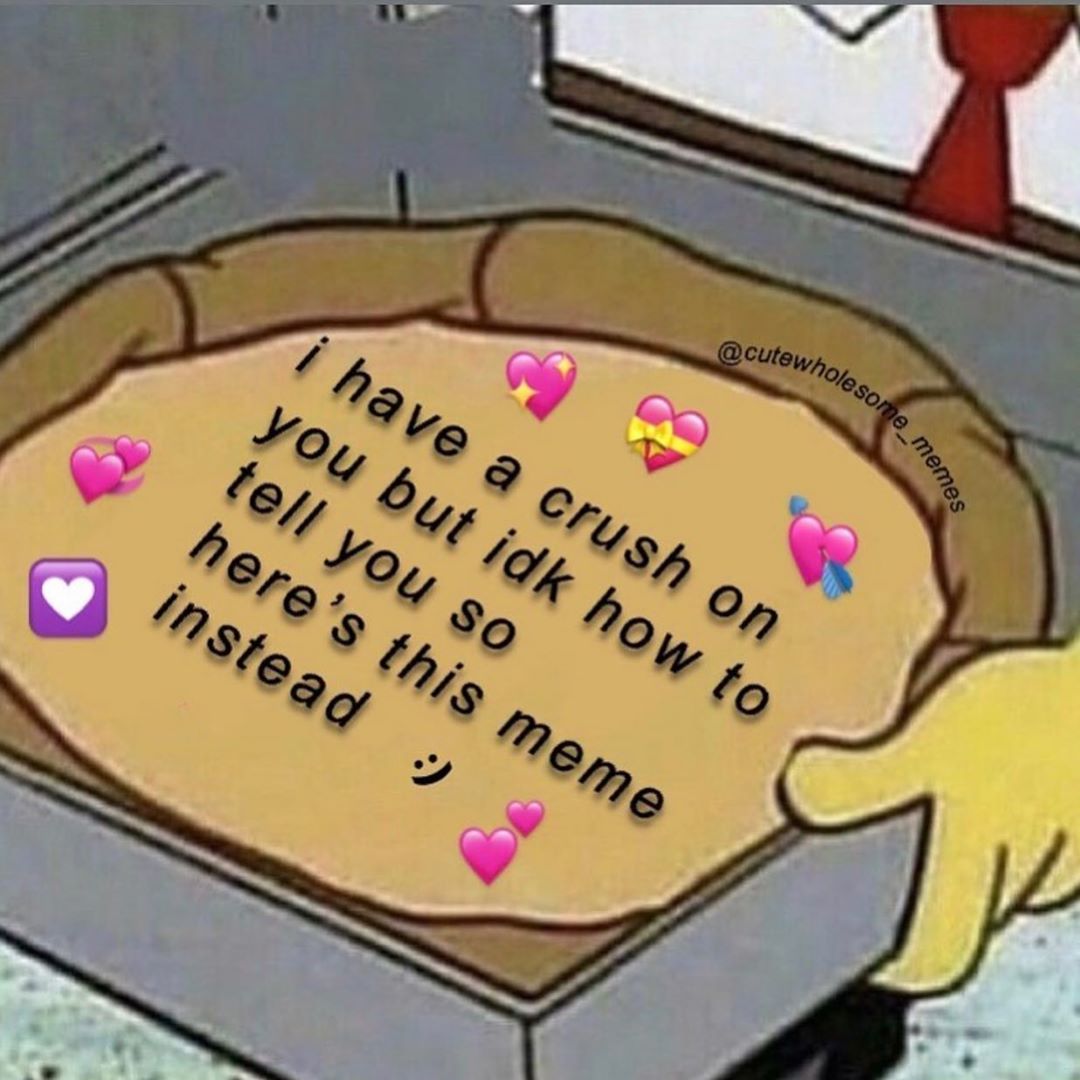 i have a crush on
you but idk how to
tell you so
here's this meme
instead :)
@cutewholesome_memes